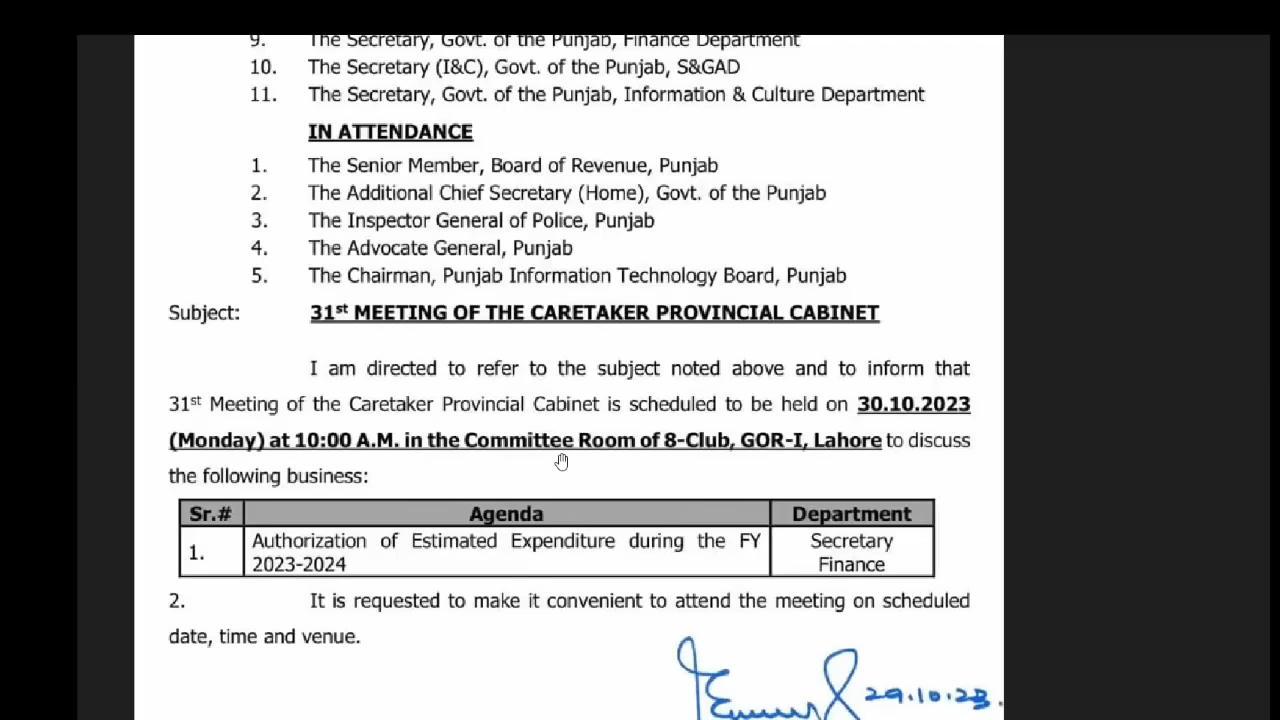 9. The Secretary, Govt. of the Punjab, Finance Department
10. The Secretary (I&C), Govt. of the Punjab, S&GAD
11. The Secretary, Govt. of the Punjab, Information & Culture Department
IN ATTENDANCE
1. The Senior Member, Board of Revenue, Punjab
2. The Additional Chief Secretary (Home), Govt. of the Punjab
3. The Inspector General of Police, Punjab
4. The Advocate General, Punjab
5. The Chairman, Punjab Information Technology Board, Punjab
Subject: 31st MEETING OF THE CARETAKER PROVINCIAL CABINET
I am directed to refer to the subject noted above and to inform that
31st Meeting of the Caretaker Provincial Cabinet is scheduled to be held on 30.10.2023
(Monday) at 10:00 A.M. in the Committee Room of 8-Club, GOR-I, Lahore to discuss
the following business:
Sr.# Agenda Department
1. Authorization of Estimated Expenditure during the FY 2023-2024 Secretary Finance
2. It is requested to make it convenient to attend the meeting on scheduled
date, time and venue.
29.10.23.